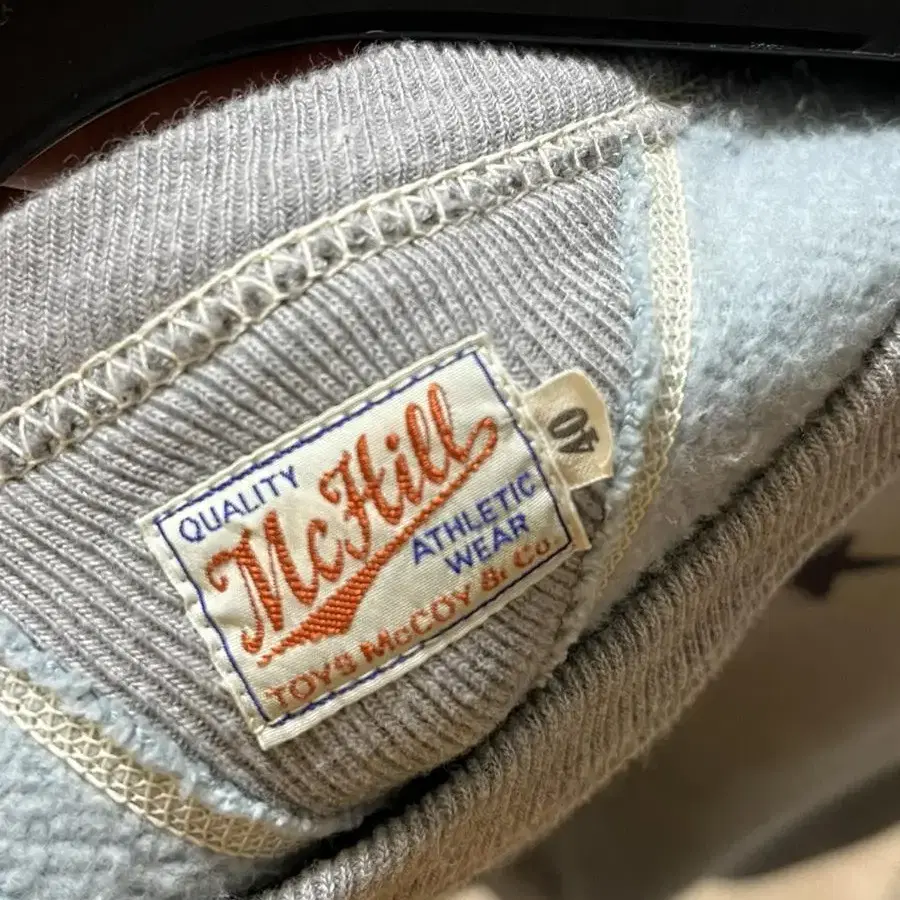 QUALITY
McHill
ATHLETIC
WEAR
TOYS McCOY & Co.
40